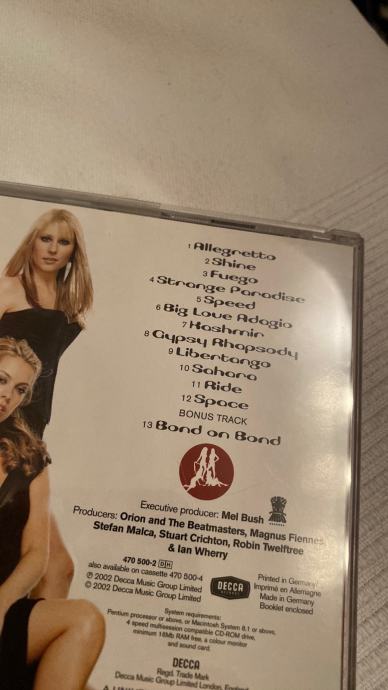 1 Allegretto
2 Shine
3 Fuego
4 Strange Paradise
5 Speed
6 Big Love Adagio
7 Kashmir
8 Gypsy Rhapsody
9 Libertango
10 Sahara
11 Ride
12 Space
BONUS TRACK
13 Bond on Bond
Executive producer: Mel Bush
Producers: Orion and The Beatmasters, Magnus Fiennes,
Stefan Malca, Stuart Crichton, Robin Twelftree
& Ian Wherry
470 500-2 DH
also available on cassette 470 500-4
℗ 2002 Decca Music Group Limited
© 2002 Decca Music Group Limited
DECCA
Printed in Germany/
Imprimé en Allemagne
Made in Germany
Booklet enclosed
System requirements:
Pentium processor or above, or Macintosh System 8.1 or above,
4 speed multisession compatible CD-ROM drive,
minimum 16Mb RAM free, a colour monitor
and sound card.
DECCA
Regd. Trade Mark
Decca Music Group Limited, London, England